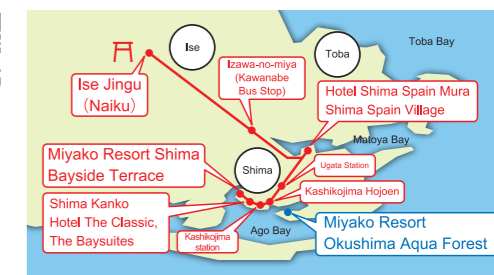 Ise
Toba
Toba Bay
Izawa-no-miya
(Kawanabe
Bus Stop)
Ise Jingu
(Naiku)
Hotel Shima Spain Mura
Shima Spain Village
Matoya Bay
Miyako Resort Shima
Bayside Terrace
Shima
Ugata Station
Kashikojima Hojoen
Shima Kanko
Hotel The Classic,
The Baysuites
Kashikojima
station
Ago Bay
Miyako Resort
Okushima Aqua Forest